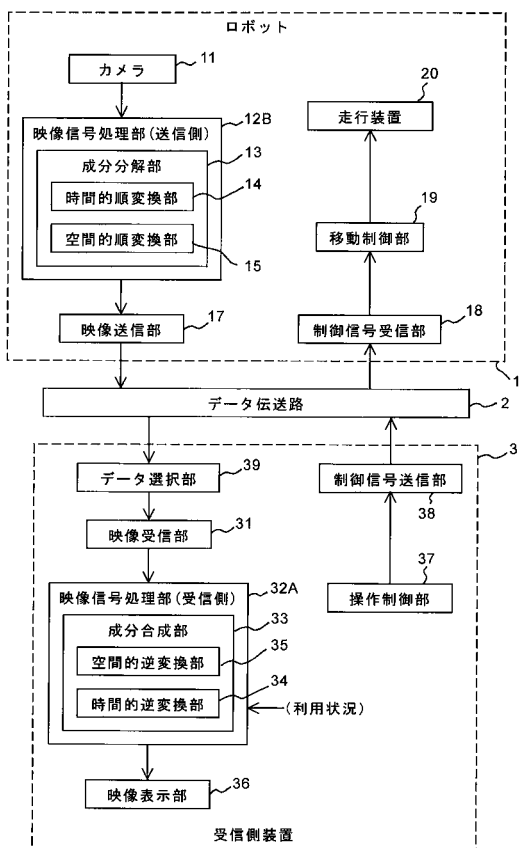 ロボット
カメラ
11
映像信号処理部(送信側)
12B
成分分解部
13
時間的順変換部
14
空間的順変換部
15
映像送信部
17
20
走行装置
19
移動制御部
制御信号受信部
18
1
データ伝送路
2
3
データ選択部
39
映像受信部
31
映像信号処理部(受信側)
32A
成分合成部
33
空間的逆変換部
35
時間的逆変換部
34
(利用状況)
映像表示部
36
制御信号送信部
38
37
操作制御部
受信側装置